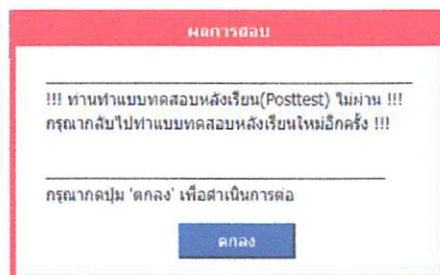 ผลการสอบ
!!! ท่านทำแบบทดสอบหลังเรียน(Posttest) ไม่ผ่าน !!!
กรุณากลับไปทำแบบทดสอบหลังเรียนใหม่อีกครั้ง !!!
กรุณากดปุ่ม 'ตกลง' เพื่อดำเนินการต่อ
ตกลง